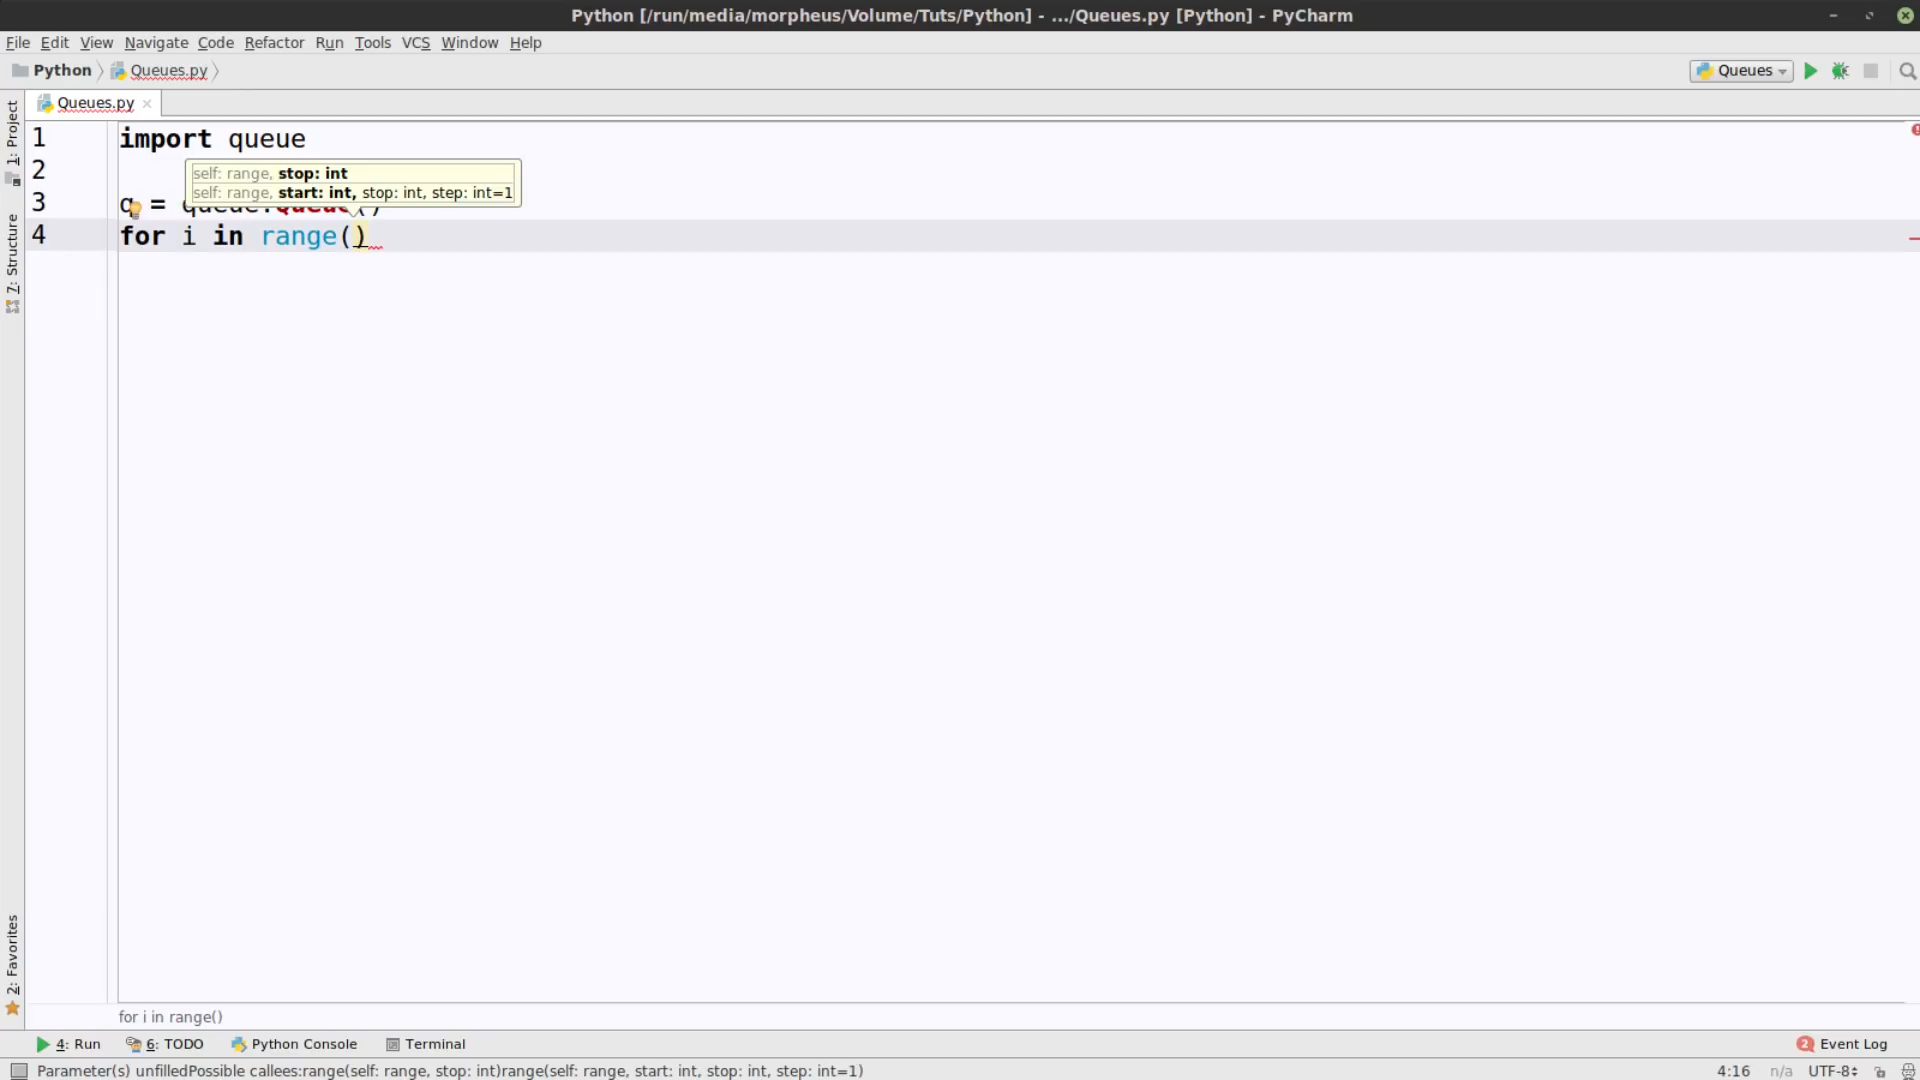 Python [/run/media/morpheus/Volume/Tuts/Python] - .../Queues.py [Python] - PyCharm
File Edit View Navigate Code Refactor Run Tools VCS Window Help
Python Queues.py
Queues
Queues.py
1: Project
7: Structure
2: Favorites
1 import queue
2
self: range, stop: int
self: range, start: int, stop: int, step: int=1
3 q = queue.Queue()
4 for i in range()
for i in range()
4: Run 6: TODO Python Console Terminal
2 Event Log
Parameter(s) unfilledPossible callees:range(self: range, stop: int)range(self: range, start: int, stop: int, step: int=1)
4:16 n/a UTF-8